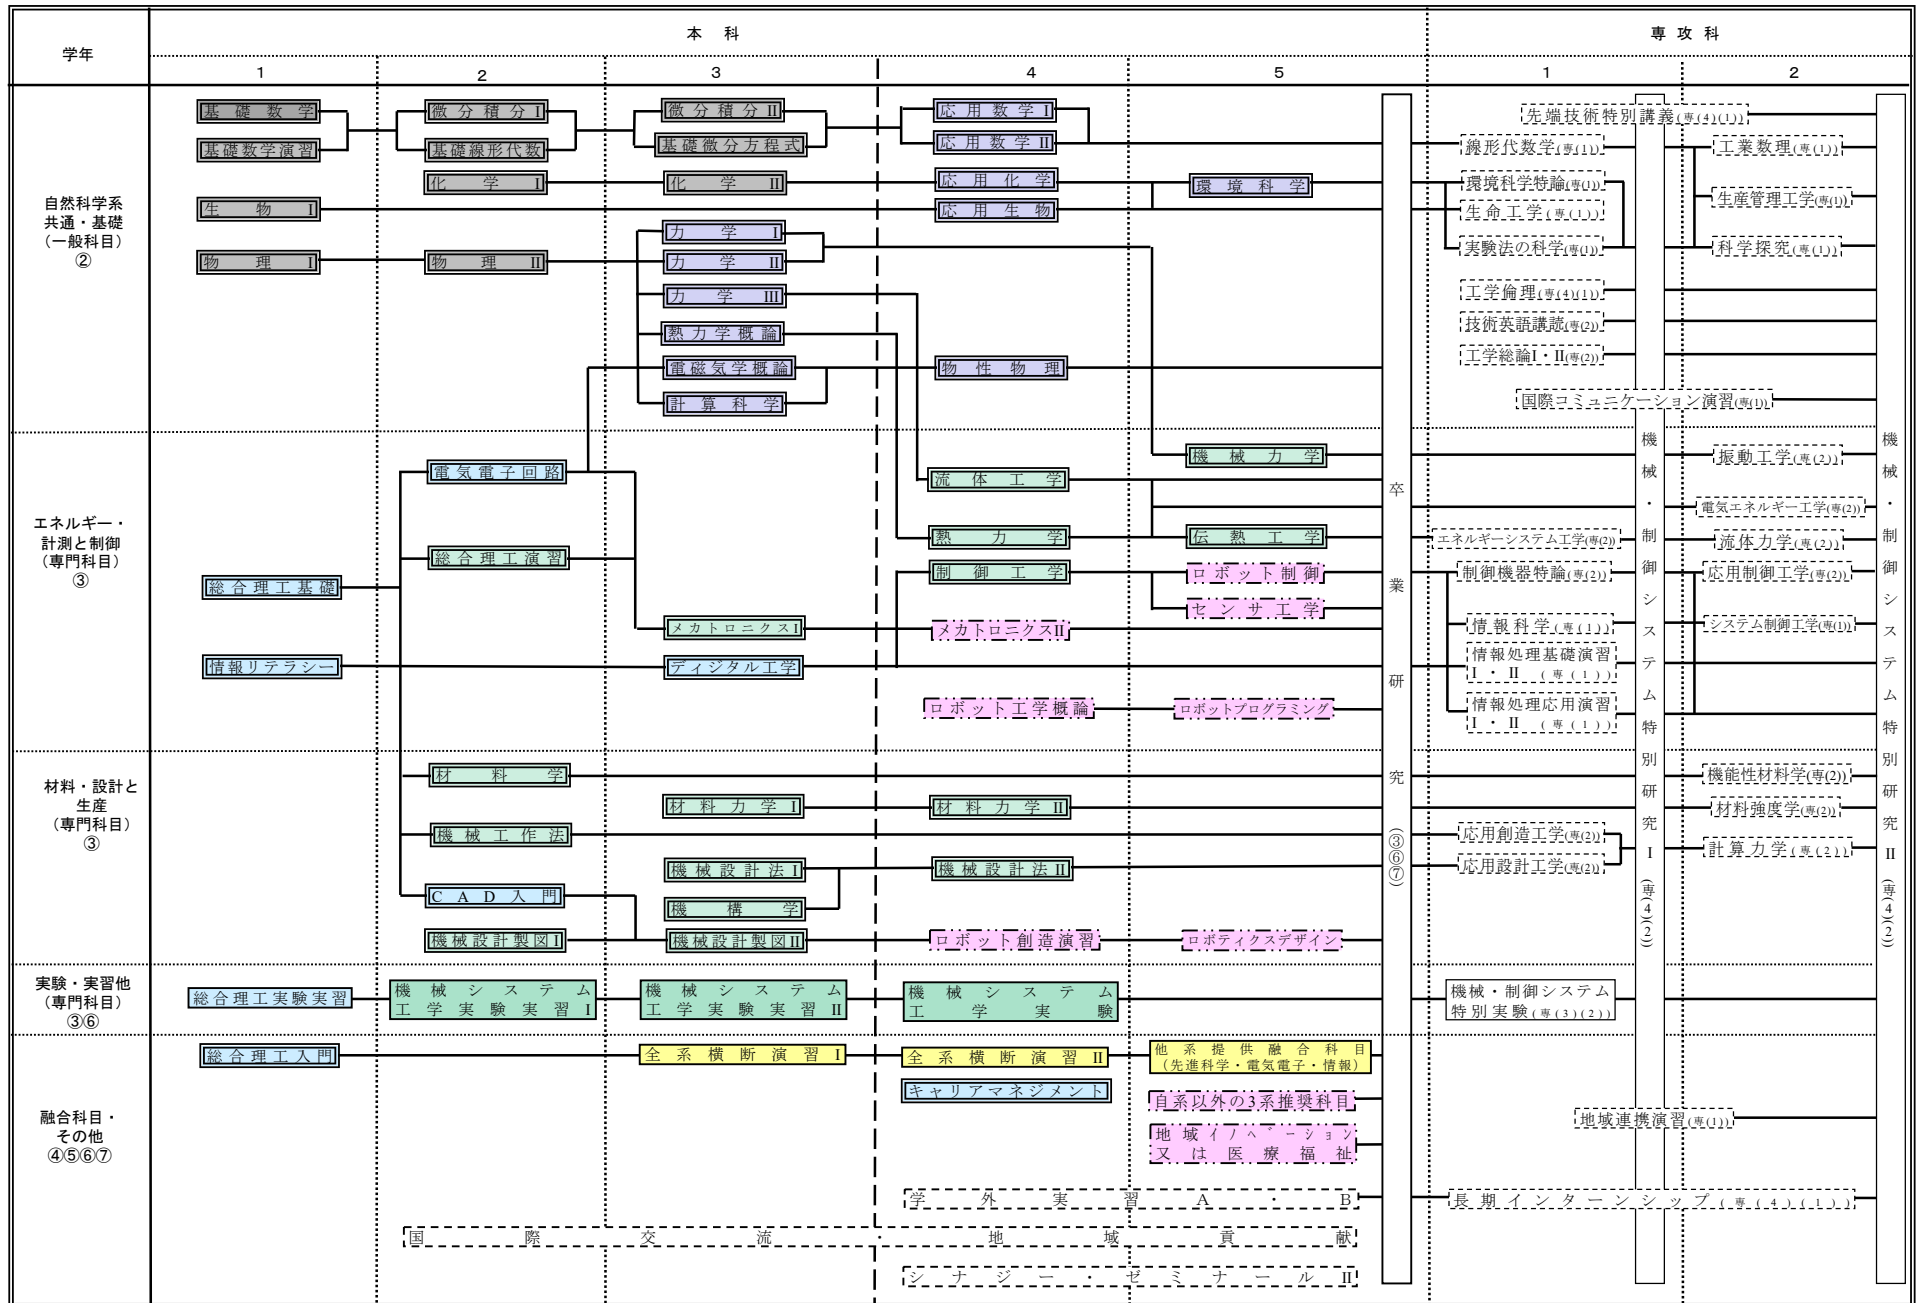 学年
本 科
専 攻 科
1
2
3
4
5
1
2
自然科学系
共通・基礎
(一般科目)
②
基礎数学
微分積分I
微分積分II
応用数学I
先端技術特別講義(専(4)(1))
基礎数学演習
基礎線形代数
基礎微分方程式
応用数学II
線形代数学(専(1))
工業数理(専(1))
化学I
化学II
応用化学
環境科学
環境科学特論(専(1))
生産管理工学(専(1))
生物I
応用生物
生命工学(専(1))
力学I
物理I
物理II
力学II
実験法の科学(専(1))
科学探究(専(1))
力学III
工学倫理(専(4)(1))
熱力学概論
技術英語講読(専(2))
電磁気学概論
物性物理
工学総論I・II(専(2))
計算科学
国際コミュニケーション演習(専(1))
エネルギー・
計測と制御
(専門科目)
③
電気電子回路
機械力学
振動工学(専(2))
流体工学
電気エネルギー工学(専(2))
総合理工演習
熱力学
伝熱工学
エネルギーシステム工学(専(2))
流体力学(専(2))
総合理工基礎
制御工学
ロボット制御
制御機器特論(専(2))
応用制御工学(専(2))
センサ工学
メカトロニクスI
メカトロニクスII
情報科学(専(1))
システム制御工学(専(1))
情報リテラシー
ディジタル工学
情報処理基礎演習
I・II (専(1))
ロボット工学概論
ロボットプログラミング
情報処理応用演習
I・II (専(1))
材料・設計と
生産
(専門科目)
③
材料学
機能性材料学(専(2))
材料力学I
材料力学II
材料強度学(専(2))
機械工作法
応用創造工学(専(2))
計算力学(専(2))
機械設計法I
機械設計法II
応用設計工学(専(2))
CAD入門
機構学
機械設計製図I
機械設計製図II
ロボット創造演習
ロボティクスデザイン
卒業研究(③⑥⑦)
機械・制御システム特別研究I(専(4)(2))
機械・制御システム特別研究II(専(4)(2))
実験・実習他
(専門科目)
③⑥
総合理工実験実習
機械システム
工学実験実習I
機械システム
工学実験実習II
機械システム
工学実験
機械・制御システム
特別実験(専(3)(2))
融合科目・
その他
④⑤⑥⑦
総合理工入門
全系横断演習I
全系横断演習II
他系提供融合科目
(先進科学・電気電子・情報)
キャリアマネジメント
自系以外の3系推奨科目
地域連携演習(専(1))
地域イノベーション
又は医療福祉
学外実習A・B
長期インターンシップ(専(4)(1))
国際交流・地域貢献
シナジー・ゼミナールII